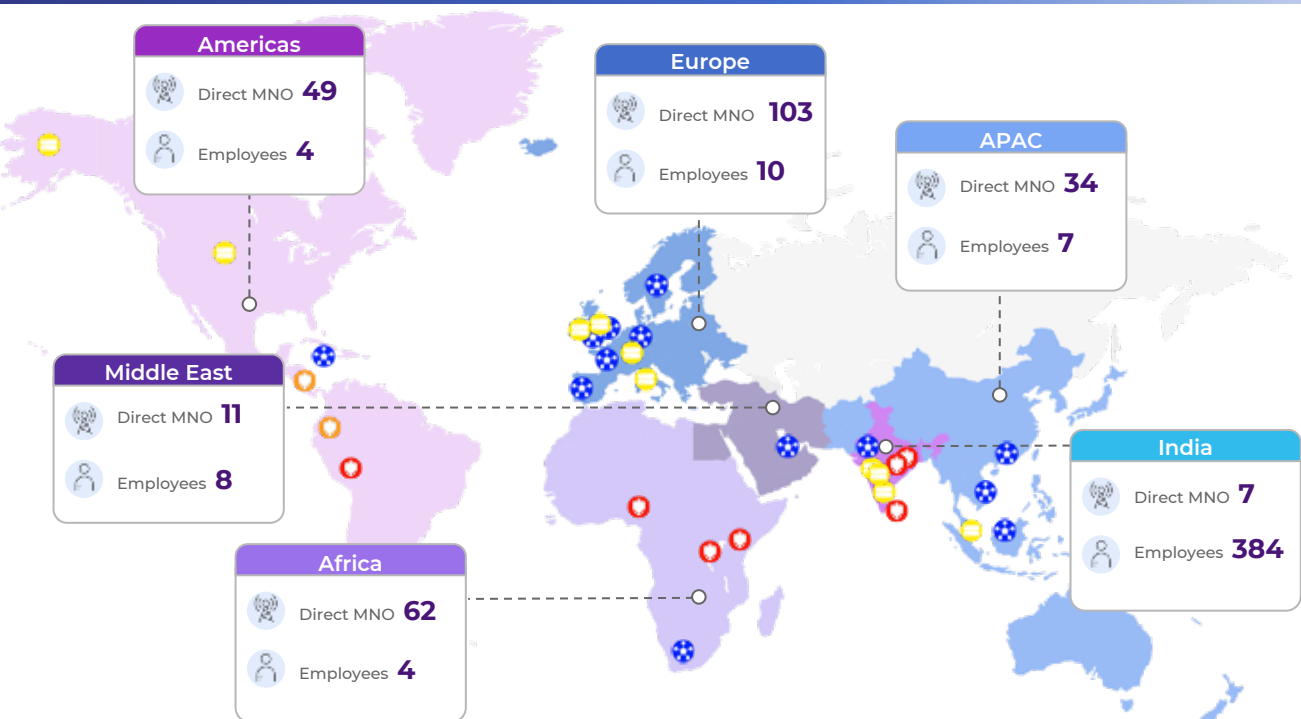 Americas
Direct MNO 49
Employees 4
Europe
Direct MNO 103
Employees 10
APAC
Direct MNO 34
Employees 7
Middle East
Direct MNO 11
Employees 8
India
Direct MNO 7
Employees 384
Africa
Direct MNO 62
Employees 4